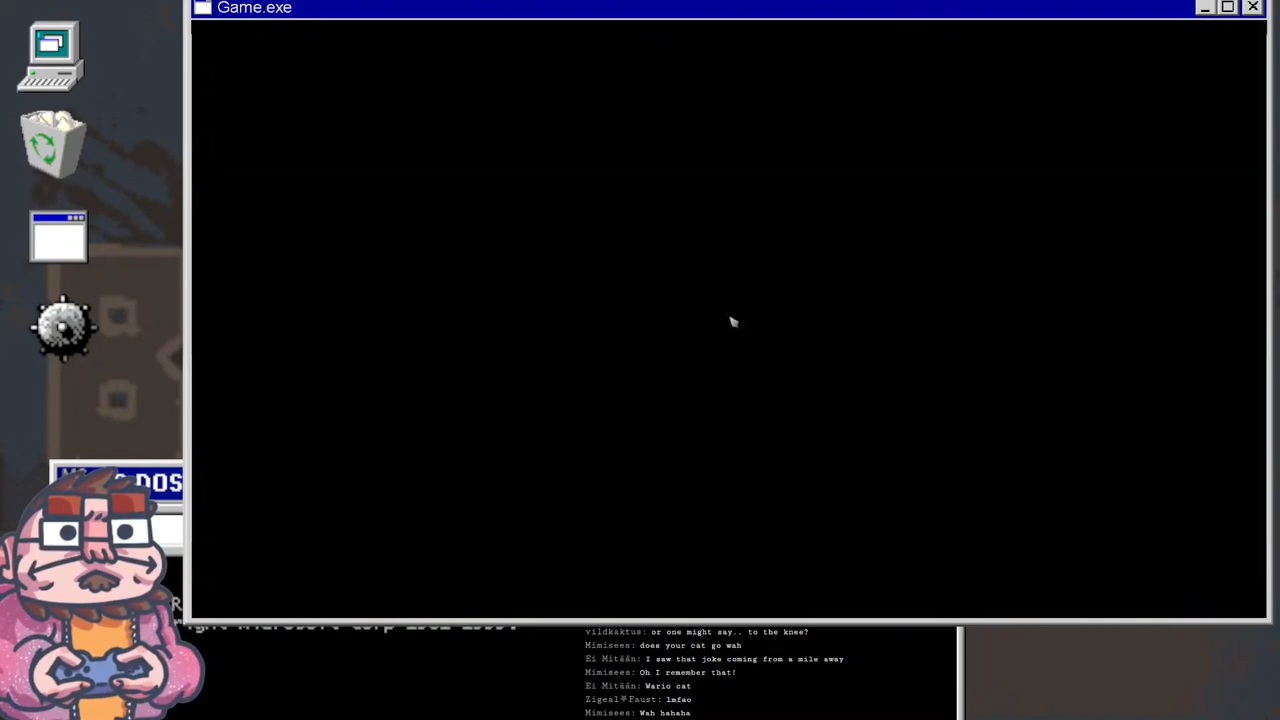 Game.exe
DOS
vildkaktus: or one might say.. to the knee?
Mimisees: does your cat go wah
Ei Mitään: I saw that joke coming from a mile away
Mimisees: Oh I remember that!
Ei Mitään: Wario cat
Zigeal⛧Faust: lmfao
Mimisees: Wah hahaha